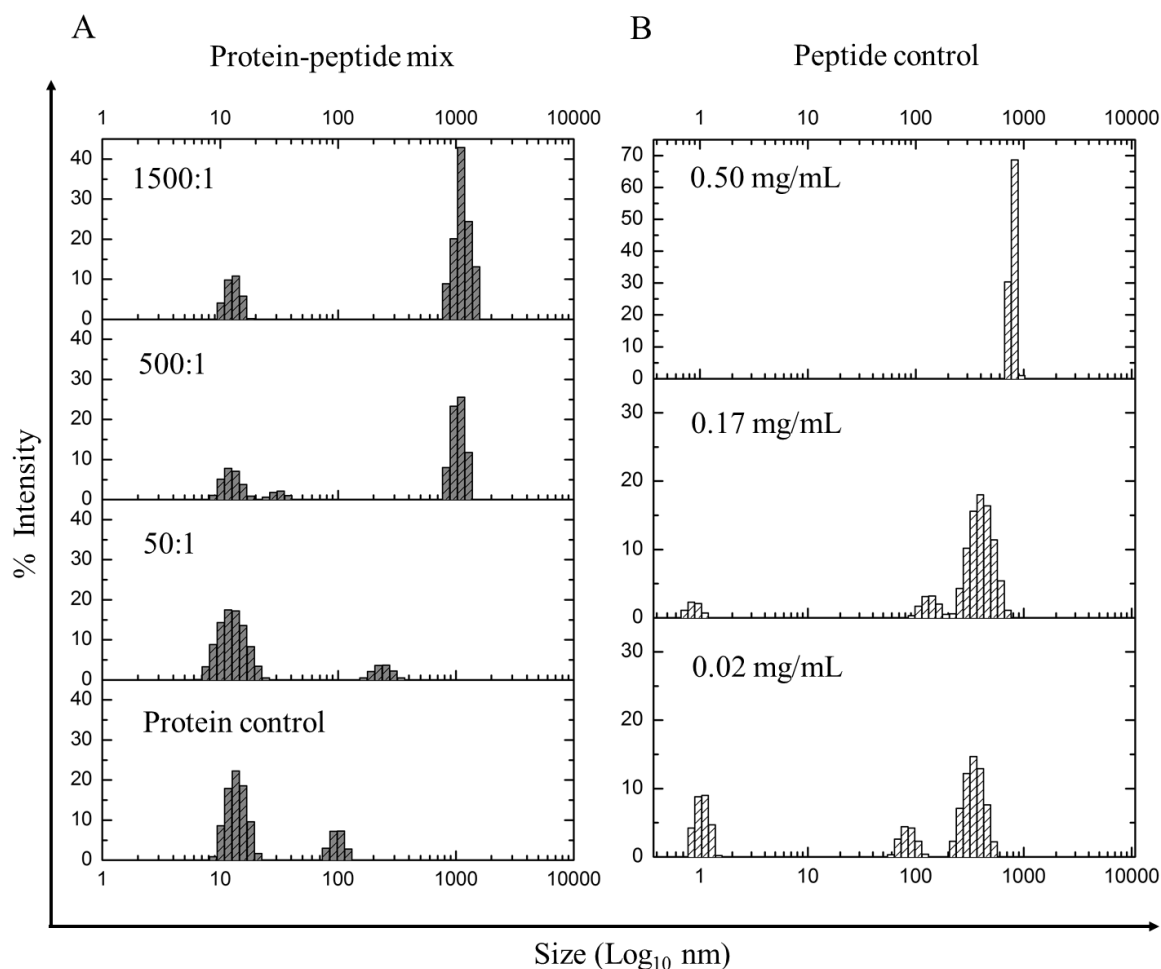 A
B
Protein-peptide mix
Peptide control
1 10 100 1000 10000
1 10 100 1000 10000
1500:1
40
30
20
10
0
500:1
40
30
20
10
0
50:1
40
30
20
10
0
Protein control
40
30
20
10
0
1 10 100 1000 10000
0.50 mg/mL
70
60
50
40
30
20
10
0
0.17 mg/mL
30
20
10
0
0.02 mg/mL
30
20
10
0
1 10 100 1000 10000
% Intensity
Size (Log₁₀ nm)